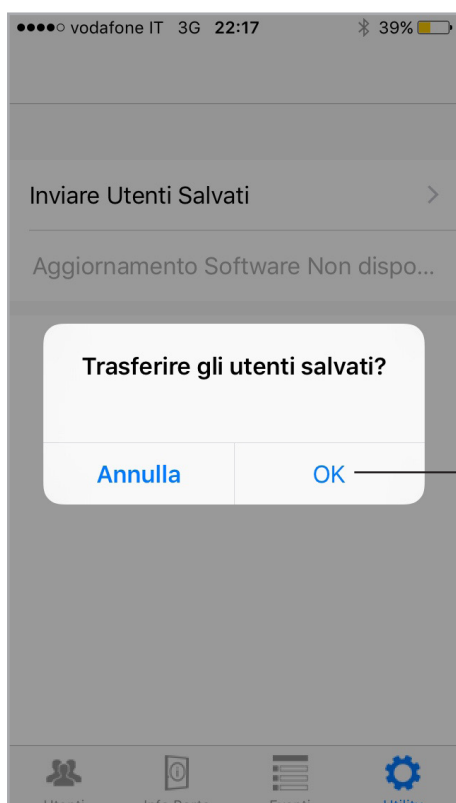 vodafone IT 3G 22:17 39%
Inviare Utenti Salvati
Aggiornamento Software Non dispo...
Trasferire gli utenti salvati?
Annulla OK